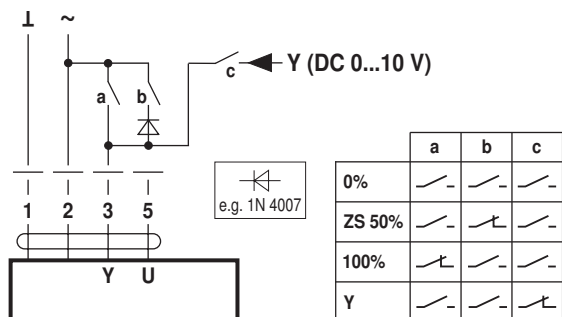 ⊥ ~
Y (DC 0...10 V)
a b c
e.g. 1N 4007
1 2 3 5
Y U
a b c
0%
ZS 50%
100%
Y